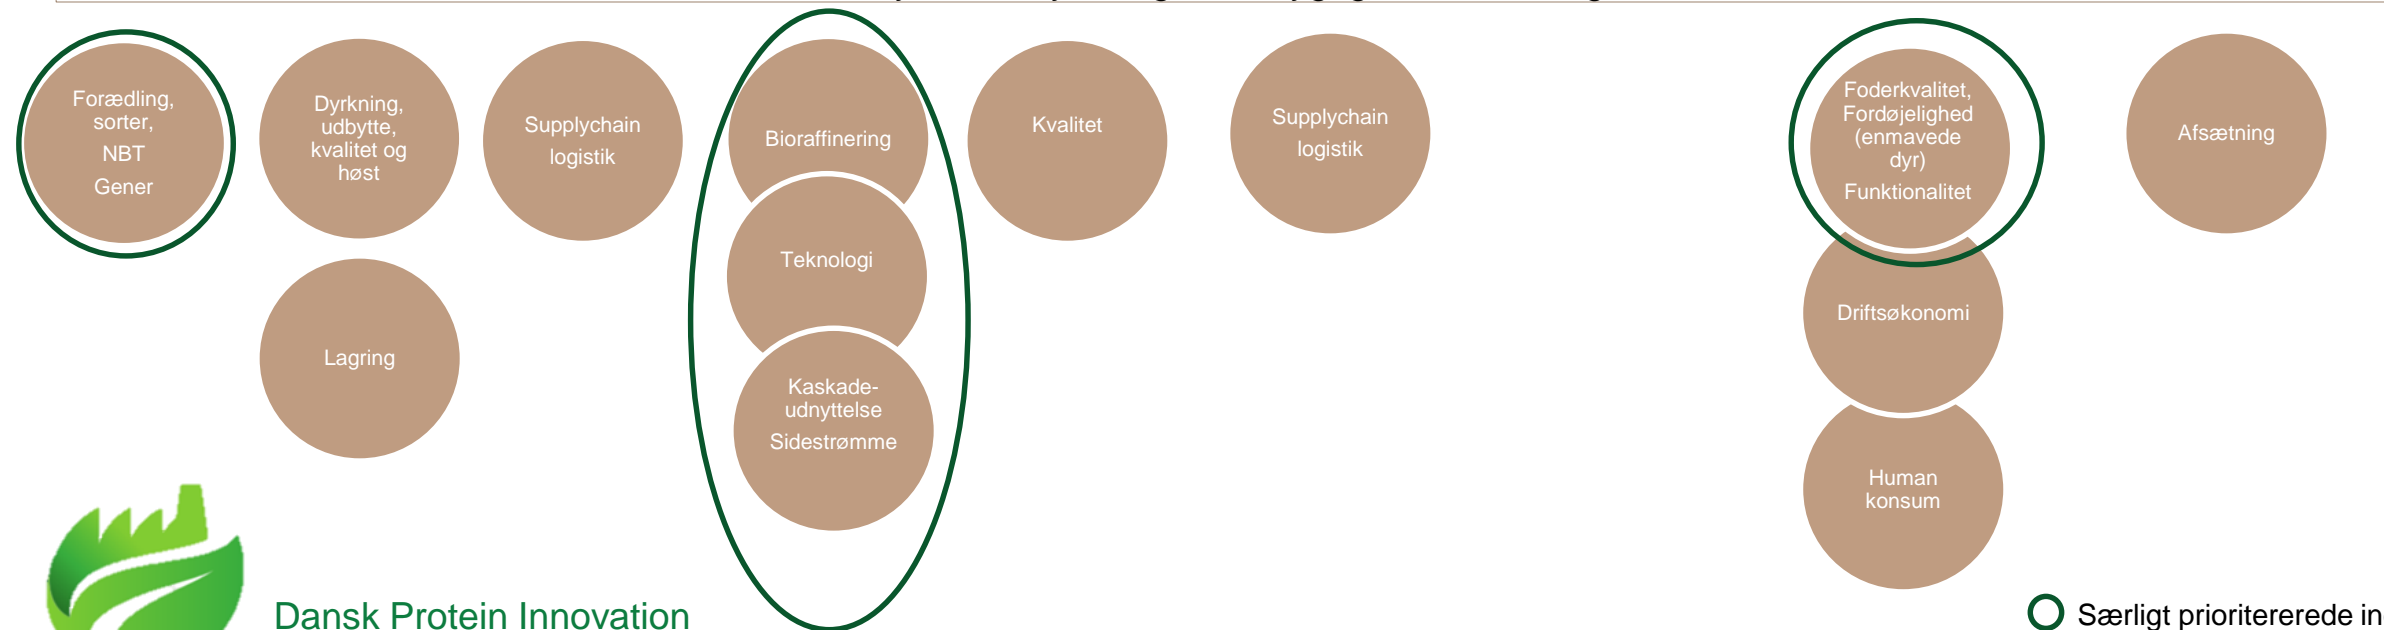 Forædling,
sorter,
NBT
Gener
Dyrkning,
udbytte,
kvalitet og
høst
Supplychain
logistik
Bioraffinering
Kvalitet
Supplychain
logistik
Foderkvalitet,
Fordøjelighed
(enmavede
dyr)
Funktionalitet
Afsætning
Lagring
Teknologi
Kaskade-
udnyttelse
Sidestrømme
Driftsøkonomi
Human
konsum
Dansk Protein Innovation
Særligt prioritererede in